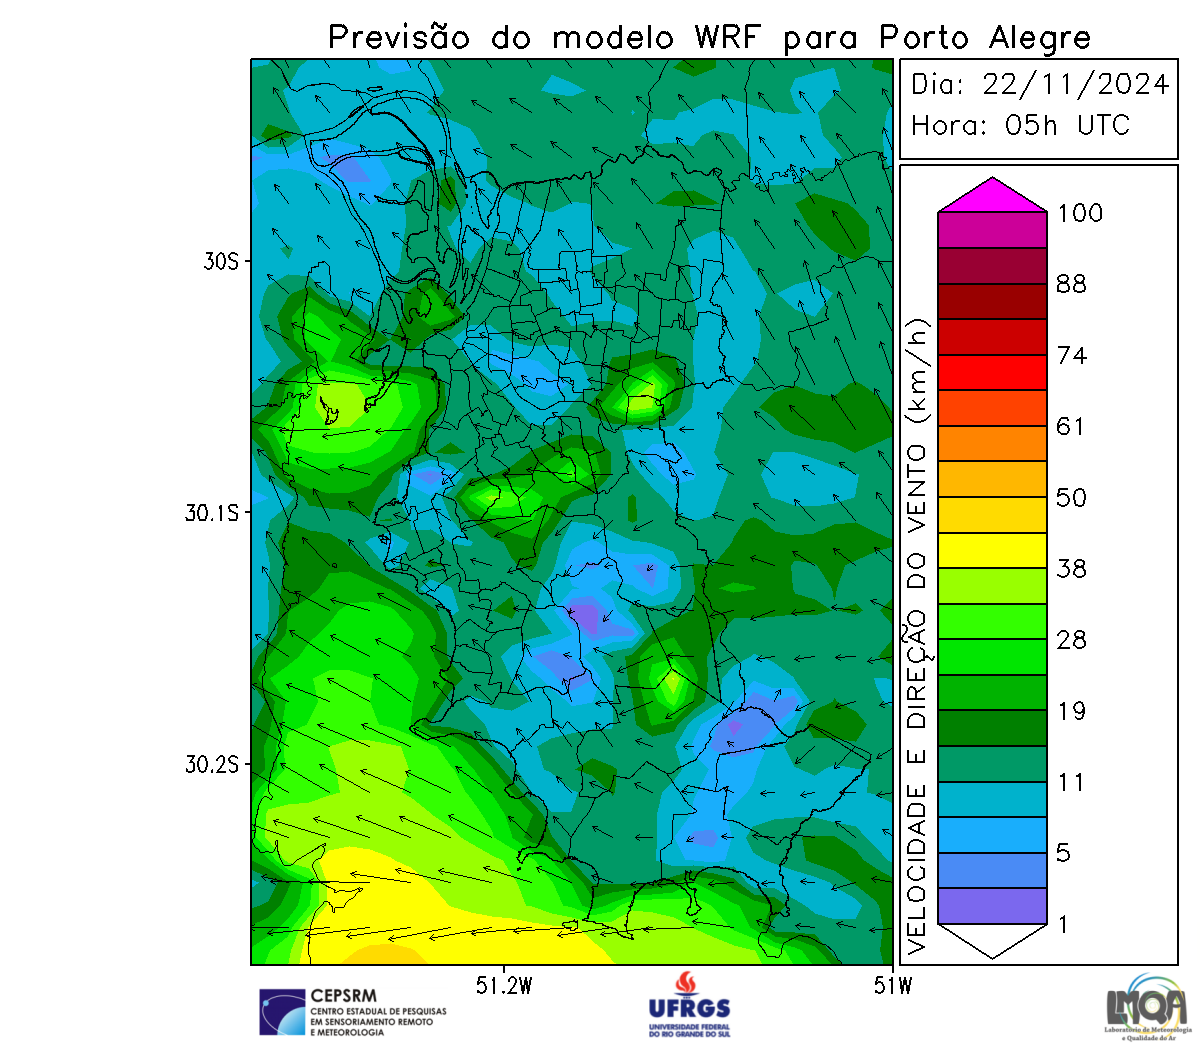 Previsão do modelo WRF para Porto Alegre
Dia: 22/11/2024
Hora: 05h UTC
30S
30.1S
30.2S
51.2W
51W
VELOCIDADE E DIREÇÃO DO VENTO (km/h)
100
88
74
61
50
38
28
19
11
5
1
CEPSRM
CENTRO ESTADUAL DE PESQUISAS
EM SENSORIAMENTO REMOTO
E METEOROLOGIA
UFRGS
UNIVERSIDADE FEDERAL
DO RIO GRANDE DO SUL
LMQA
Laboratório de Meteorologia
e Qualidade do Ar